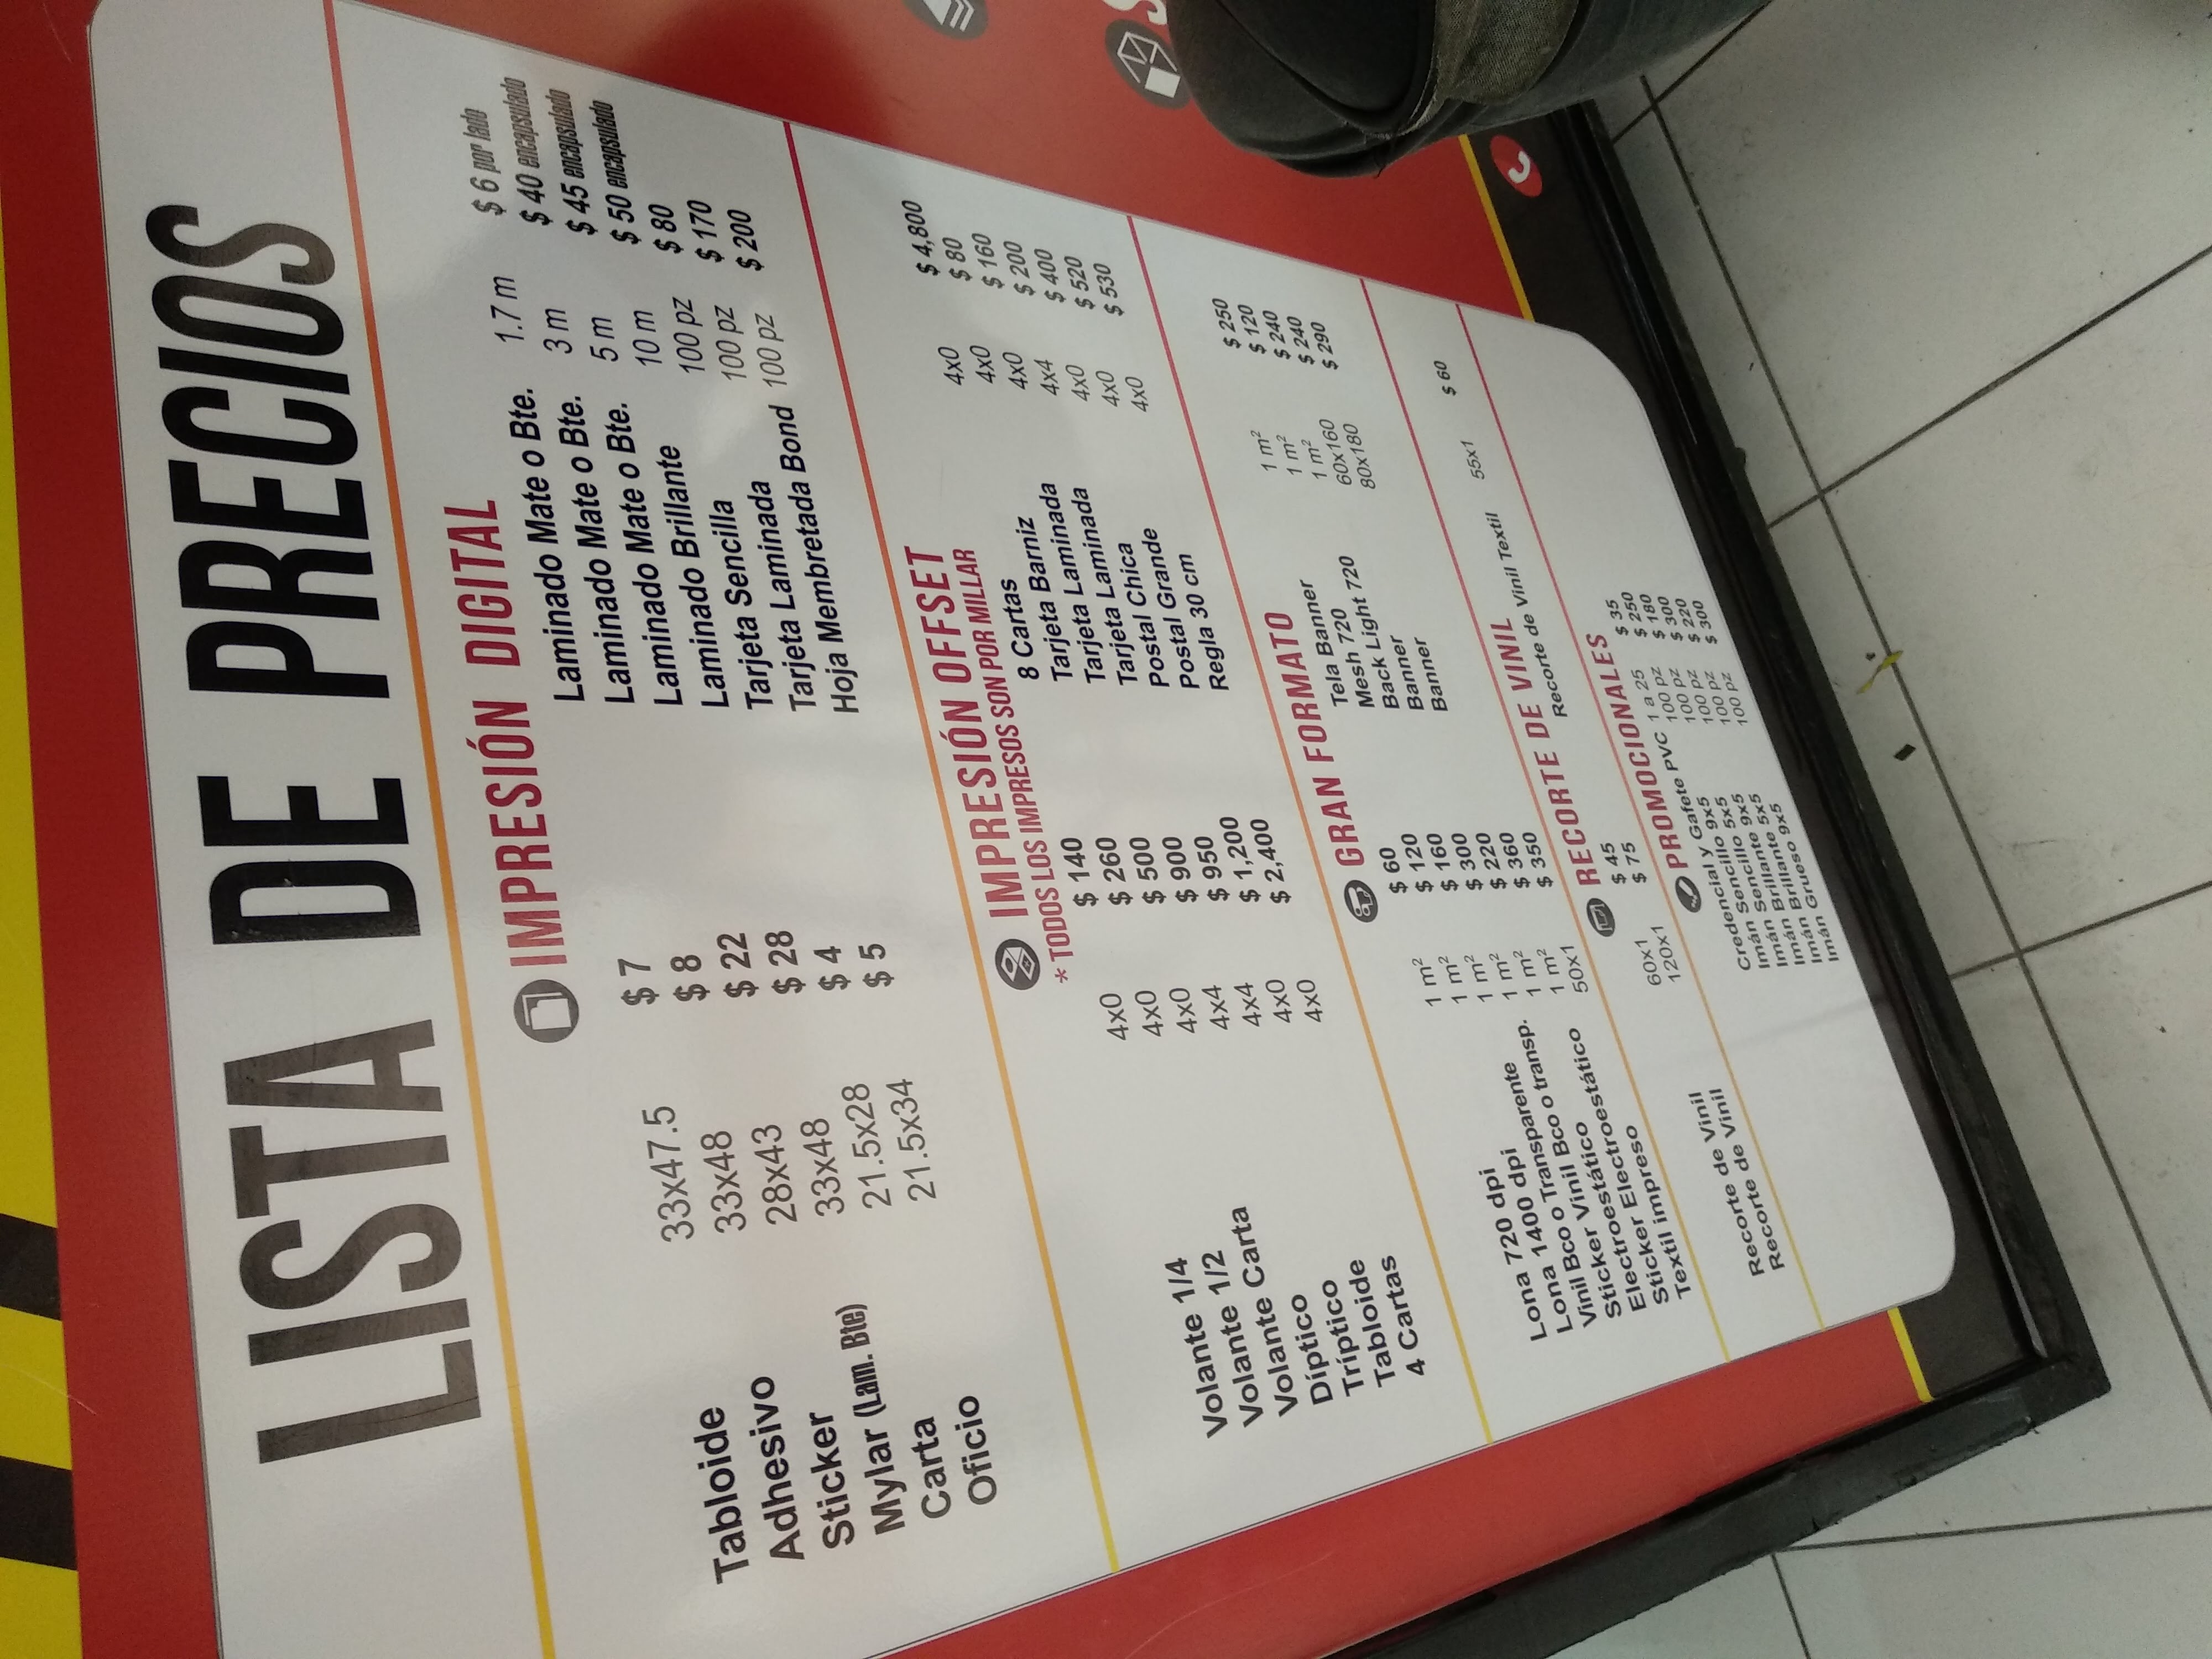 LISTA DE PRECIOS
IMPRESIÓN DIGITAL
Tabloide 33x47.5 $ 7
Adhesivo 33x48 $ 8
Sticker 28x43 $ 22
Mylar (Lam. Bte) 33x48 $ 28
Carta 21.5x28 $ 4
Oficio 21.5x34 $ 5
Laminado Mate o Bte. 1.7 m $ 6 por lado
Laminado Mate o Bte. 3 m $ 40 encapsulado
Laminado Mate o Bte. 5 m $ 45 encapsulado
Laminado Brillante 10 m $ 50 encapsulado
Tarjeta Sencilla 100 pz $ 80
Tarjeta Laminada 100 pz $ 170
Hoja Membretada Bond 100 pz $ 200
IMPRESIÓN OFFSET
* TODOS LOS IMPRESOS SON POR MILLAR
Volante 1/4 4x0 $ 140
Volante 1/2 4x0 $ 260
Volante Carta 4x0 $ 500
Díptico 4x4 $ 900
Tríptico 4x4 $ 950
Tabloide 4x0 $ 1,200
4 Cartas 4x0 $ 2,400
8 Cartas 4x0 $ 4,800
Tarjeta Barniz 4x0 $ 80
Tarjeta Laminada 4x0 $ 160
Tarjeta Laminada 4x4 $ 200
Postal Chica 4x0 $ 400
Postal Grande 4x0 $ 520
Regla 30 cm 4x0 $ 530
GRAN FORMATO
Lona 720 dpi 1 m² $ 60
Lona 1400 dpi 1 m² $ 120
Vinil Bco o Transparente 1 m² $ 160
Sticker Vinil Bco o transp. 1 m² $ 300
Electroestático 1 m² $ 220
Sticker Electroestático 1 m² $ 360
Textil impreso 50x1 $ 350
Tela Banner 1 m² $ 250
Mesh 720 1 m² $ 120
Back Light 720 1 m² $ 240
Banner 60x160 $ 240
Banner 80x180 $ 290
RECORTE DE VINIL
Recorte de Vinil 60x1 $ 45
Recorte de Vinil 120x1 $ 75
Recorte de Vinil Textil 55x1 $ 60
PROMOCIONALES
Credencial y Gafete PVC 1 a 25 $ 35
Imán Sencillo 9x5 100 pz $ 250
Imán Sencillo 5x5 100 pz $ 180
Imán Brillante 9x5 100 pz $ 300
Imán Brillante 5x5 100 pz $ 220
Imán Grueso 9x5 100 pz $ 300